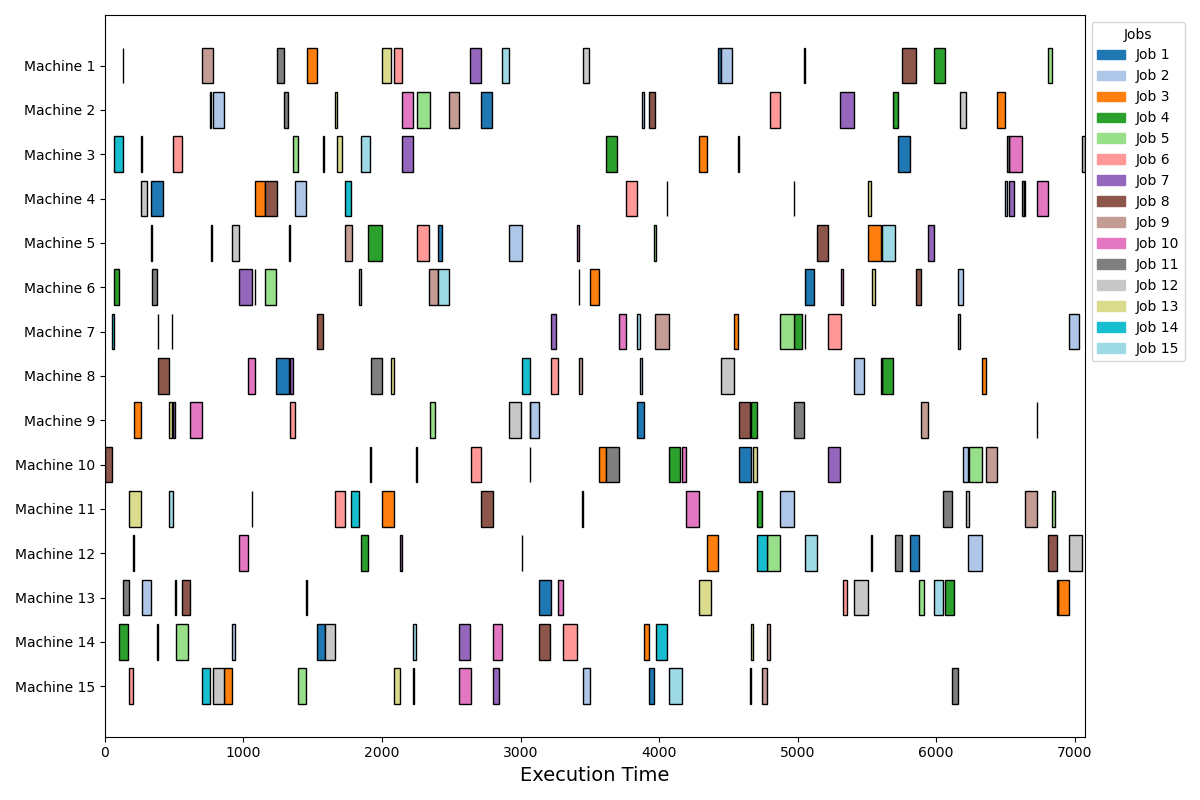 Machine 1
Machine 2
Machine 3
Machine 4
Machine 5
Machine 6
Machine 7
Machine 8
Machine 9
Machine 10
Machine 11
Machine 12
Machine 13
Machine 14
Machine 15
0 1000 2000 3000 4000 5000 6000 7000
Execution Time
Jobs
Job 1
Job 2
Job 3
Job 4
Job 5
Job 6
Job 7
Job 8
Job 9
Job 10
Job 11
Job 12
Job 13
Job 14
Job 15